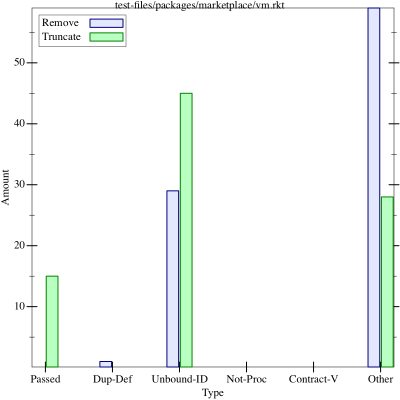 test-files/packages/marketplace/vm.rkt
Remove
Truncate
50
40
30
20
10
Amount
Passed Dup-Def Unbound-ID Not-Proc Contract-V Other
Type